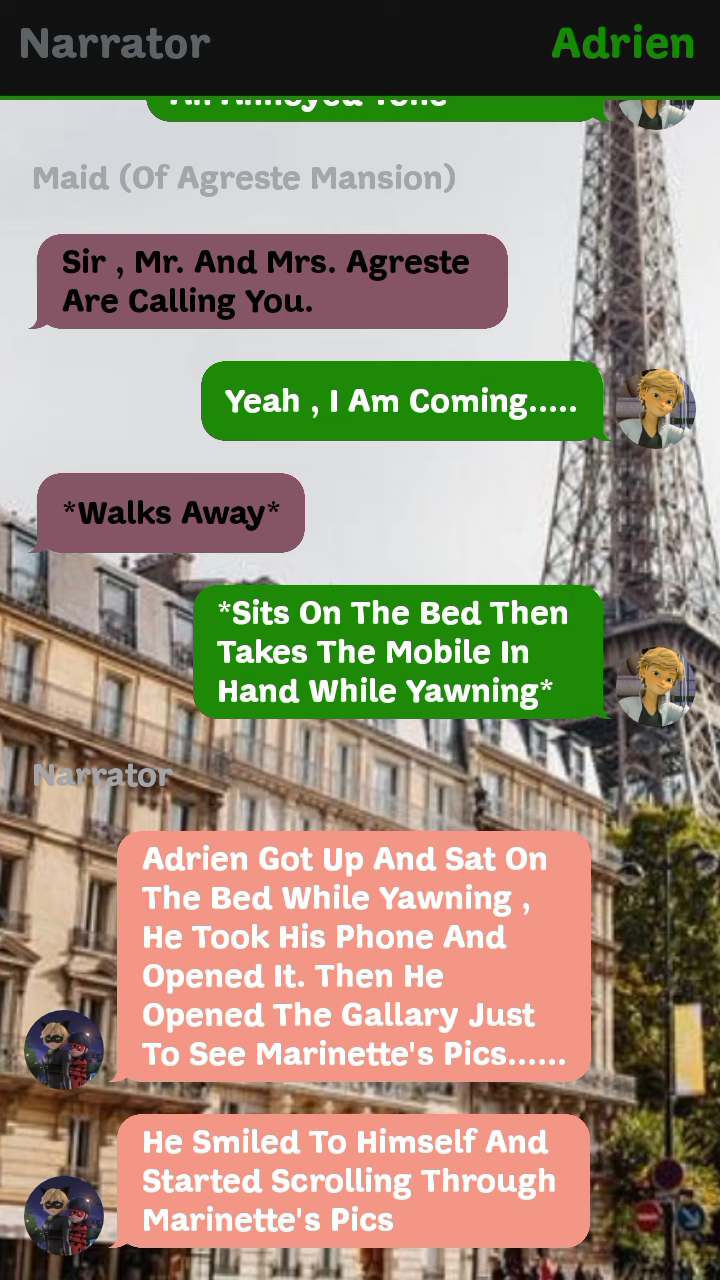 Narrator
Adrien
An Annoyed Tone
Maid (Of Agreste Mansion)
Sir , Mr. And Mrs. Agreste
Are Calling You.
Yeah , I Am Coming.....
*Walks Away*
*Sits On The Bed Then
Takes The Mobile In
Hand While Yawning*
Narrator
Adrien Got Up And Sat On
The Bed While Yawning ,
He Took His Phone And
Opened It. Then He
Opened The Gallary Just
To See Marinette's Pics......
He Smiled To Himself And
Started Scrolling Through
Marinette's Pics